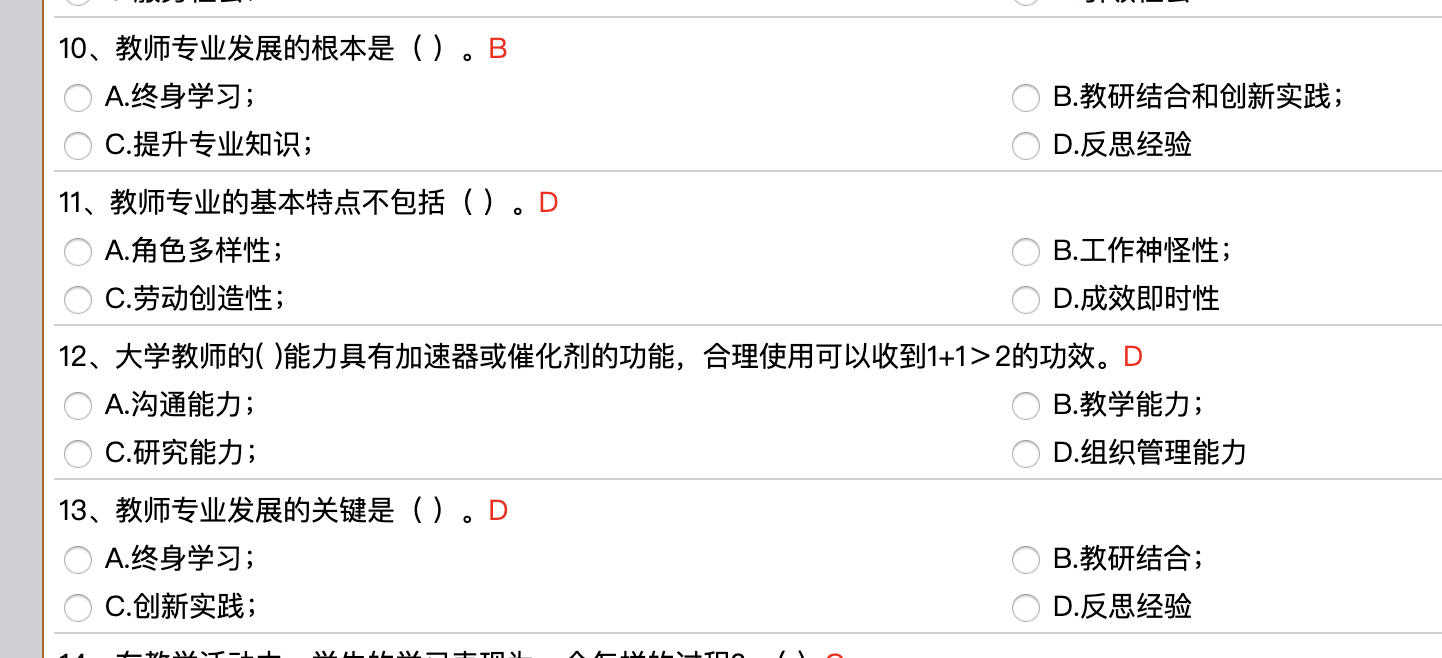 10、教师专业发展的根本是（ ）。B
A.终身学习； B.教研结合和创新实践；
C.提升专业知识； D.反思经验
11、教师专业的基本特点不包括（ ）。D
A.角色多样性； B.工作神怪性；
C.劳动创造性； D.成效即时性
12、大学教师的( )能力具有加速器或催化剂的功能，合理使用可以收到1+1＞2的功效。D
A.沟通能力； B.教学能力；
C.研究能力； D.组织管理能力
13、教师专业发展的关键是（ ）。D
A.终身学习； B.教研结合；
C.创新实践； D.反思经验